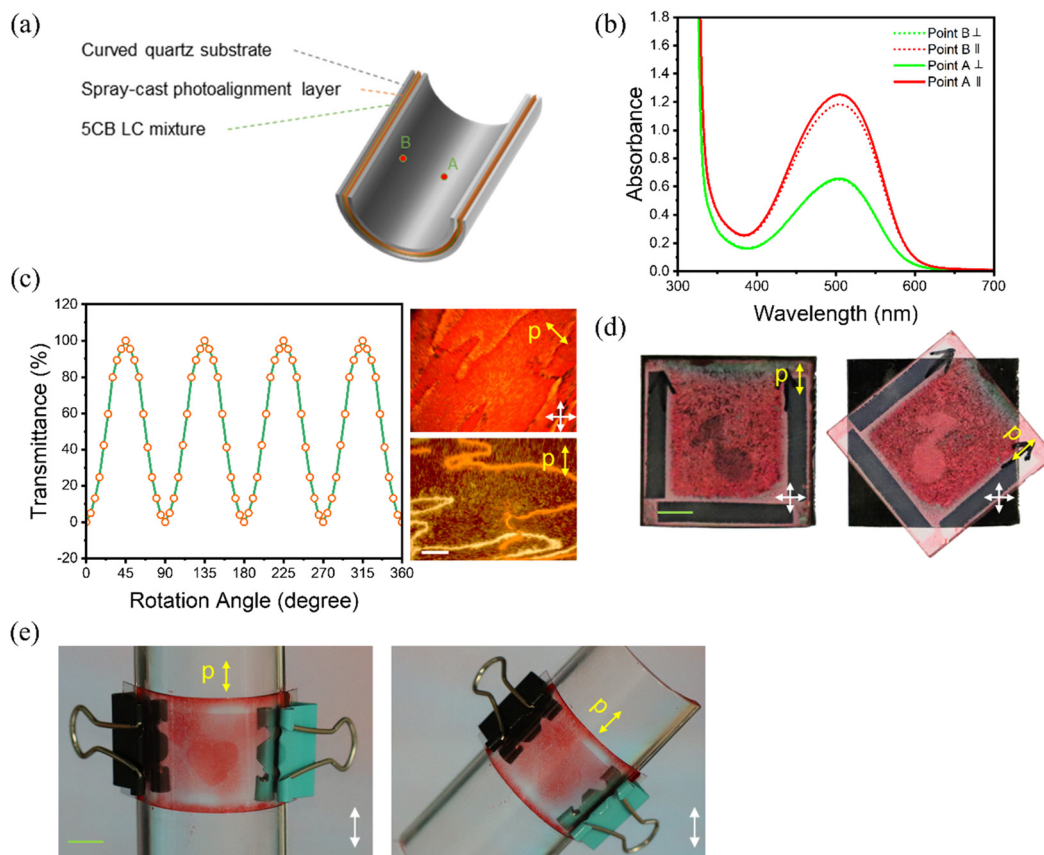 (a)
Curved quartz substrate
Spray-cast photoalignment layer
5CB LC mixture
B
A
(b)
Absorbance
1.8
1.6
1.4
1.2
1.0
0.8
0.6
0.4
0.2
0.0
300
400
500
600
700
Wavelength (nm)
Point B ⊥
Point B ∥
Point A ⊥
Point A ∥
(c)
Transmittance (%)
120
100
80
60
40
20
0
-20
0
45
90
135
180
225
270
315
360
Rotation Angle (degree)
p
p
(d)
p
p
(e)
p
p